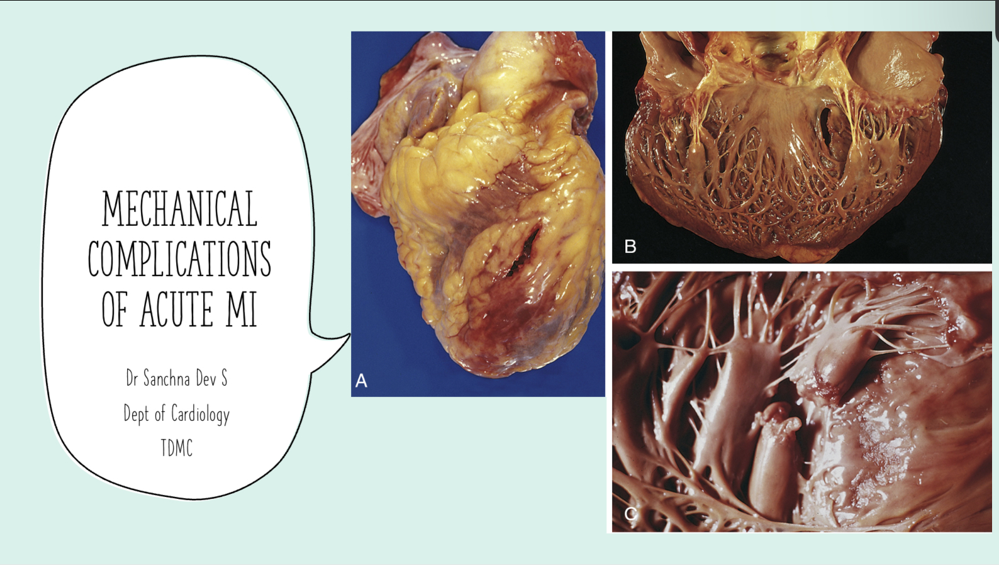 MECHANICAL
COMPLICATIONS
OF ACUTE MI
Dr Sanchna Dev S
Dept of Cardiology
TDMC
A
B
C